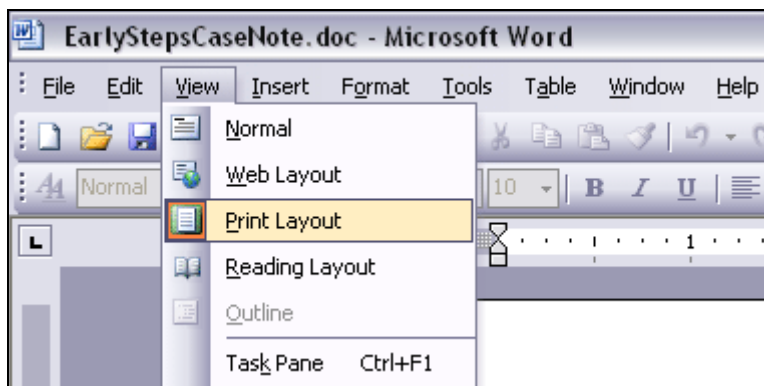 EarlyStepsCaseNote.doc - Microsoft Word
File Edit View Insert Format Tools Table Window Help
Normal
Web Layout
Normal 10 B I U
Print Layout
L 1
Reading Layout
Outline
Task Pane Ctrl+F1